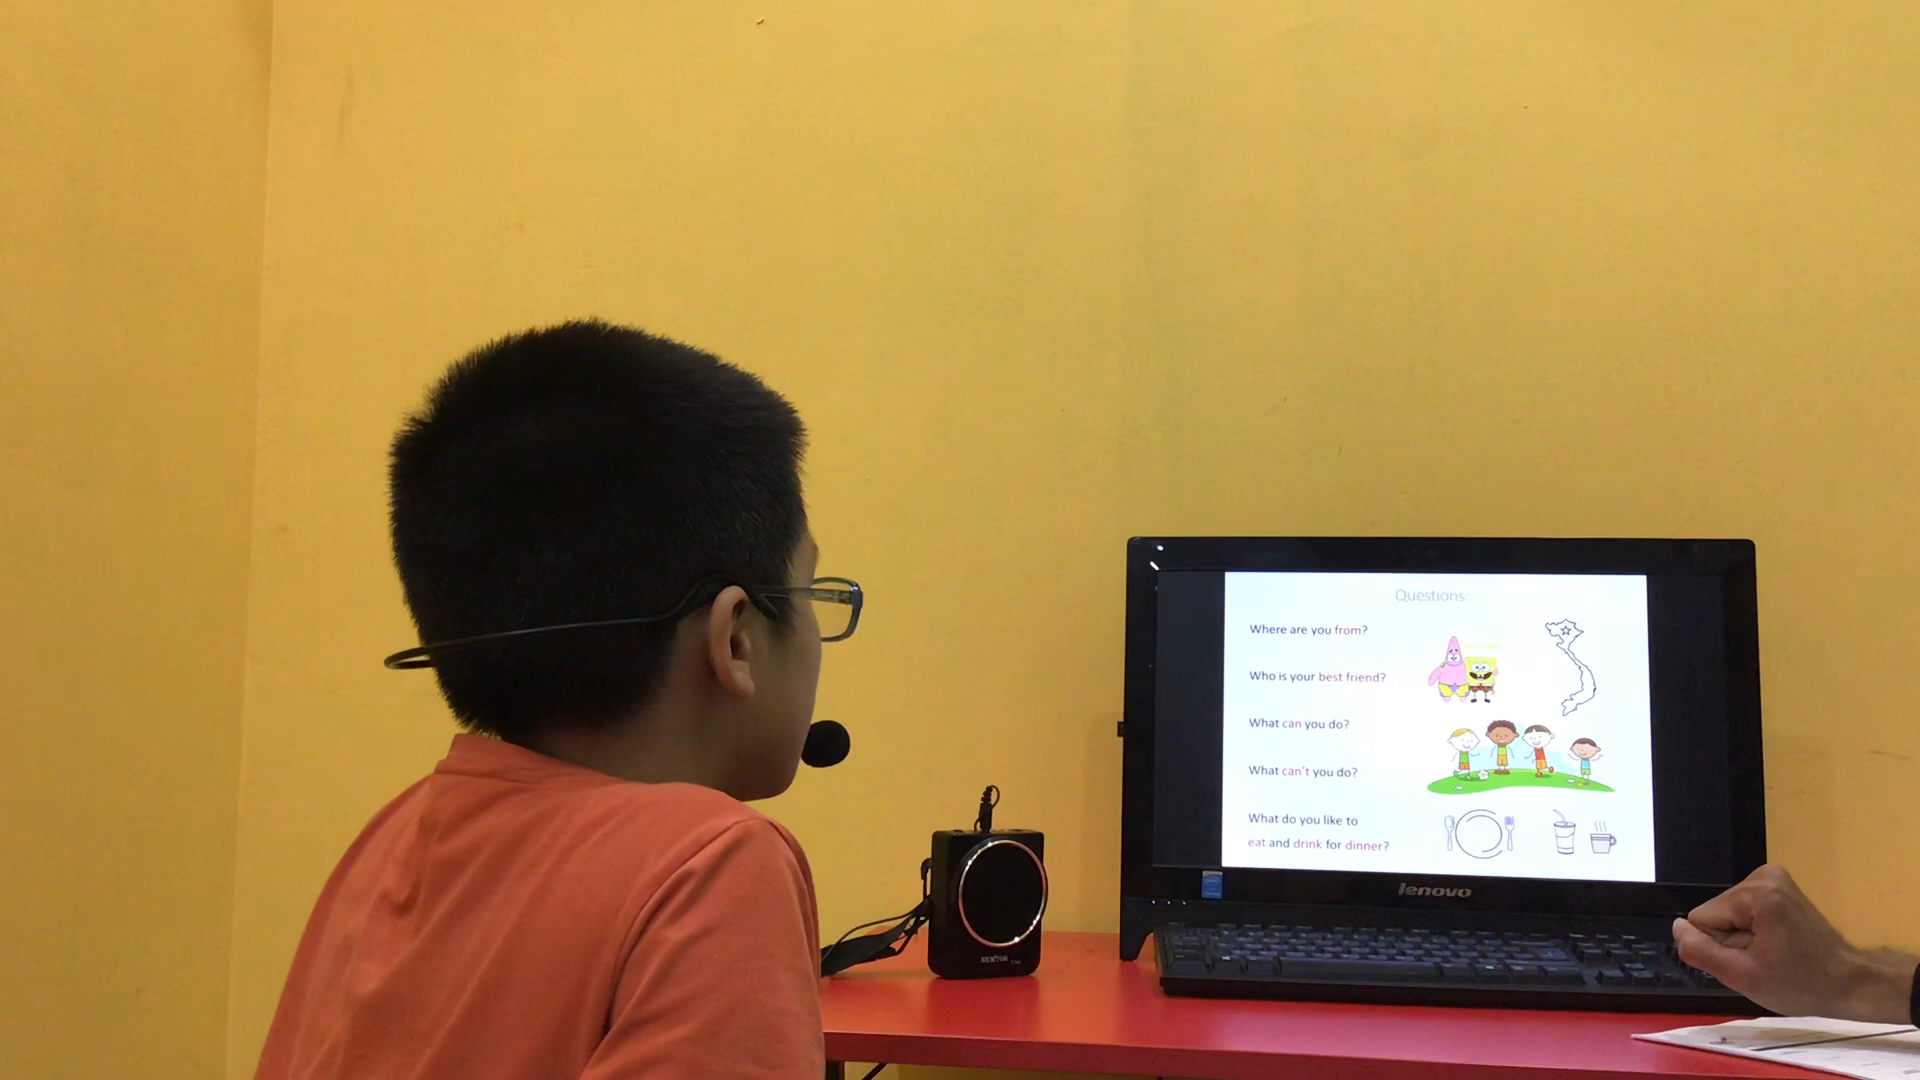 Questions:
Where are you from?
Who is your best friend?
What can you do?
What can't you do?
What do you like to
eat and drink for dinner?
lenovo